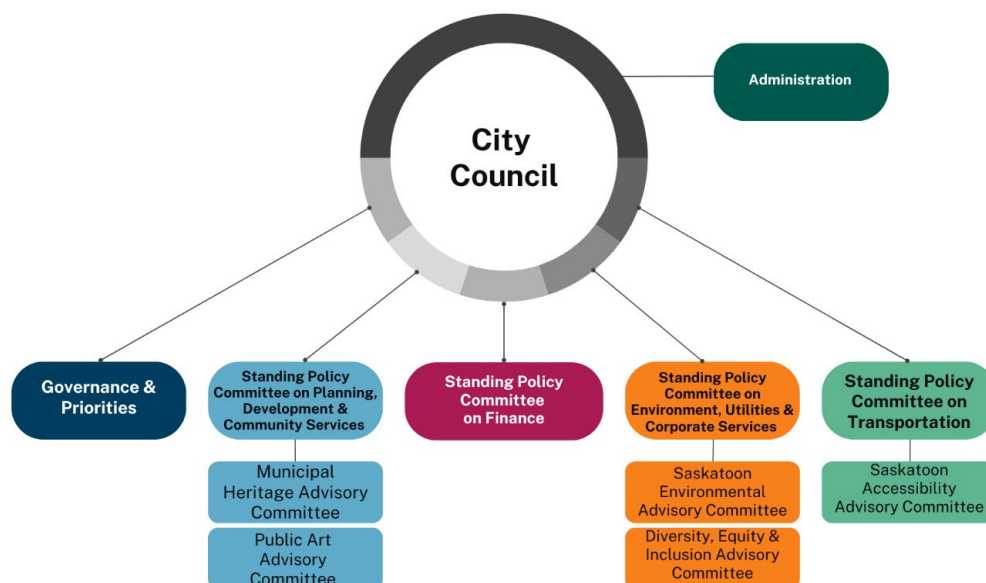 City
Council
Administration
Governance &
Priorities
Standing Policy
Committee on Planning,
Development &
Community Services
Standing Policy
Committee
on Finance
Standing Policy
Committee on
Environment, Utilities &
Corporate Services
Standing Policy
Committee on
Transportation
Municipal
Heritage Advisory
Committee
Public Art
Advisory
Committee
Saskatoon
Environmental
Advisory Committee
Diversity, Equity &
Inclusion Advisory
Committee
Saskatoon
Accessibility
Advisory Committee